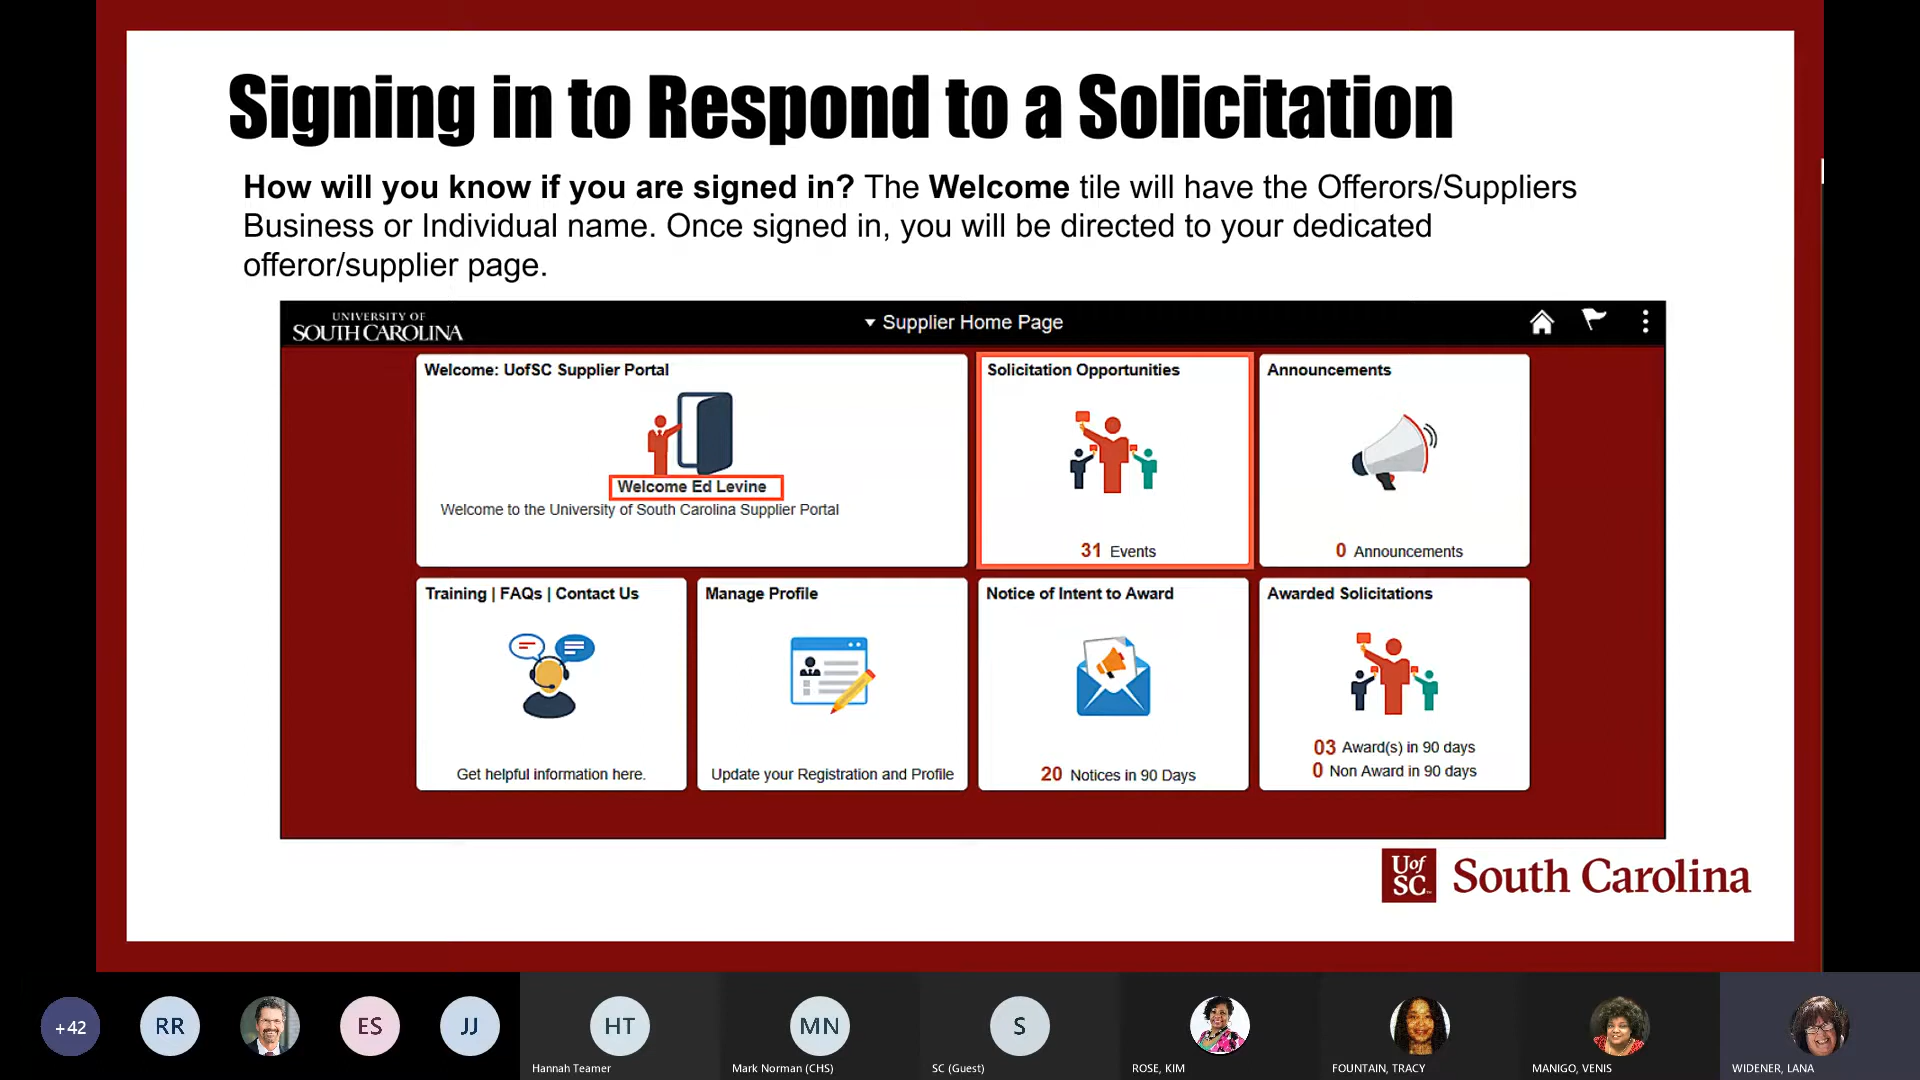 Signing in to Respond to a Solicitation
How will you know if you are signed in? The Welcome tile will have the Offerors/Suppliers
Business or Individual name. Once signed in, you will be directed to your dedicated
offeror/supplier page.
UNIVERSITY OF
SOUTH CAROLINA
Supplier Home Page
Welcome: UofSC Supplier Portal
Welcome Ed Levine
Welcome to the University of South Carolina Supplier Portal
Solicitation Opportunities
31 Events
Announcements
0 Announcements
Training | FAQs | Contact Us
Get helpful information here.
Manage Profile
Update your Registration and Profile
Notice of Intent to Award
20 Notices in 90 Days
Awarded Solicitations
03 Award(s) in 90 days
0 Non Award in 90 days
Uof
SC
South Carolina
+42
RR
ES
JJ
HT
Hannah Teamer
MN
Mark Norman (CHS)
S
SC (Guest)
ROSE, KIM
FOUNTAIN, TRACY
MANIGO, VENIS
WIDENER, LANA